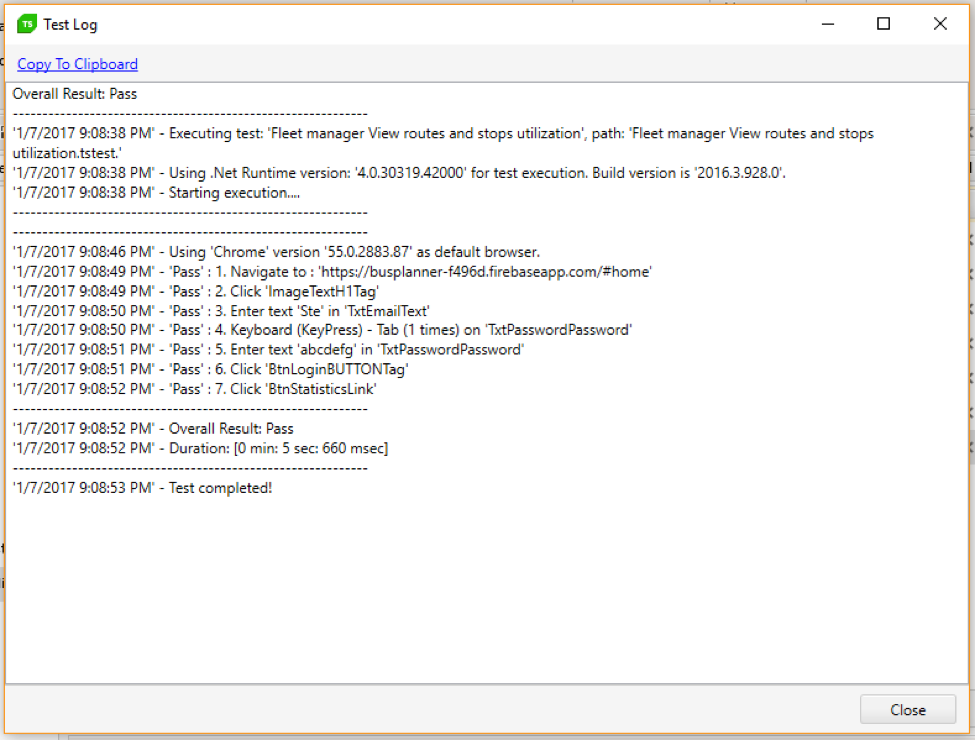 TS Test Log
Copy To Clipboard
Overall Result: Pass
------------------------------------------------------------
'1/7/2017 9:08:38 PM' - Executing test: 'Fleet manager View routes and stops utilization', path: 'Fleet manager View routes and stops
utilization.tstest.'
'1/7/2017 9:08:38 PM' - Using .Net Runtime version: '4.0.30319.42000' for test execution. Build version is '2016.3.928.0'.
'1/7/2017 9:08:38 PM' - Starting execution....
------------------------------------------------------------
------------------------------------------------------------
'1/7/2017 9:08:46 PM' - Using 'Chrome' version '55.0.2883.87' as default browser.
'1/7/2017 9:08:49 PM' - 'Pass' : 1. Navigate to : 'https://busplanner-f496d.firebaseapp.com/#home'
'1/7/2017 9:08:49 PM' - 'Pass' : 2. Click 'ImageTextH1Tag'
'1/7/2017 9:08:50 PM' - 'Pass' : 3. Enter text 'Ste' in 'TxtEmailText'
'1/7/2017 9:08:50 PM' - 'Pass' : 4. Keyboard (KeyPress) - Tab (1 times) on 'TxtPasswordPassword'
'1/7/2017 9:08:51 PM' - 'Pass' : 5. Enter text 'abcdefg' in 'TxtPasswordPassword'
'1/7/2017 9:08:51 PM' - 'Pass' : 6. Click 'BtnLoginBUTTONTag'
'1/7/2017 9:08:52 PM' - 'Pass' : 7. Click 'BtnStatisticsLink'
------------------------------------------------------------
'1/7/2017 9:08:52 PM' - Overall Result: Pass
'1/7/2017 9:08:52 PM' - Duration: [0 min: 5 sec: 660 msec]
------------------------------------------------------------
'1/7/2017 9:08:53 PM' - Test completed!
Close